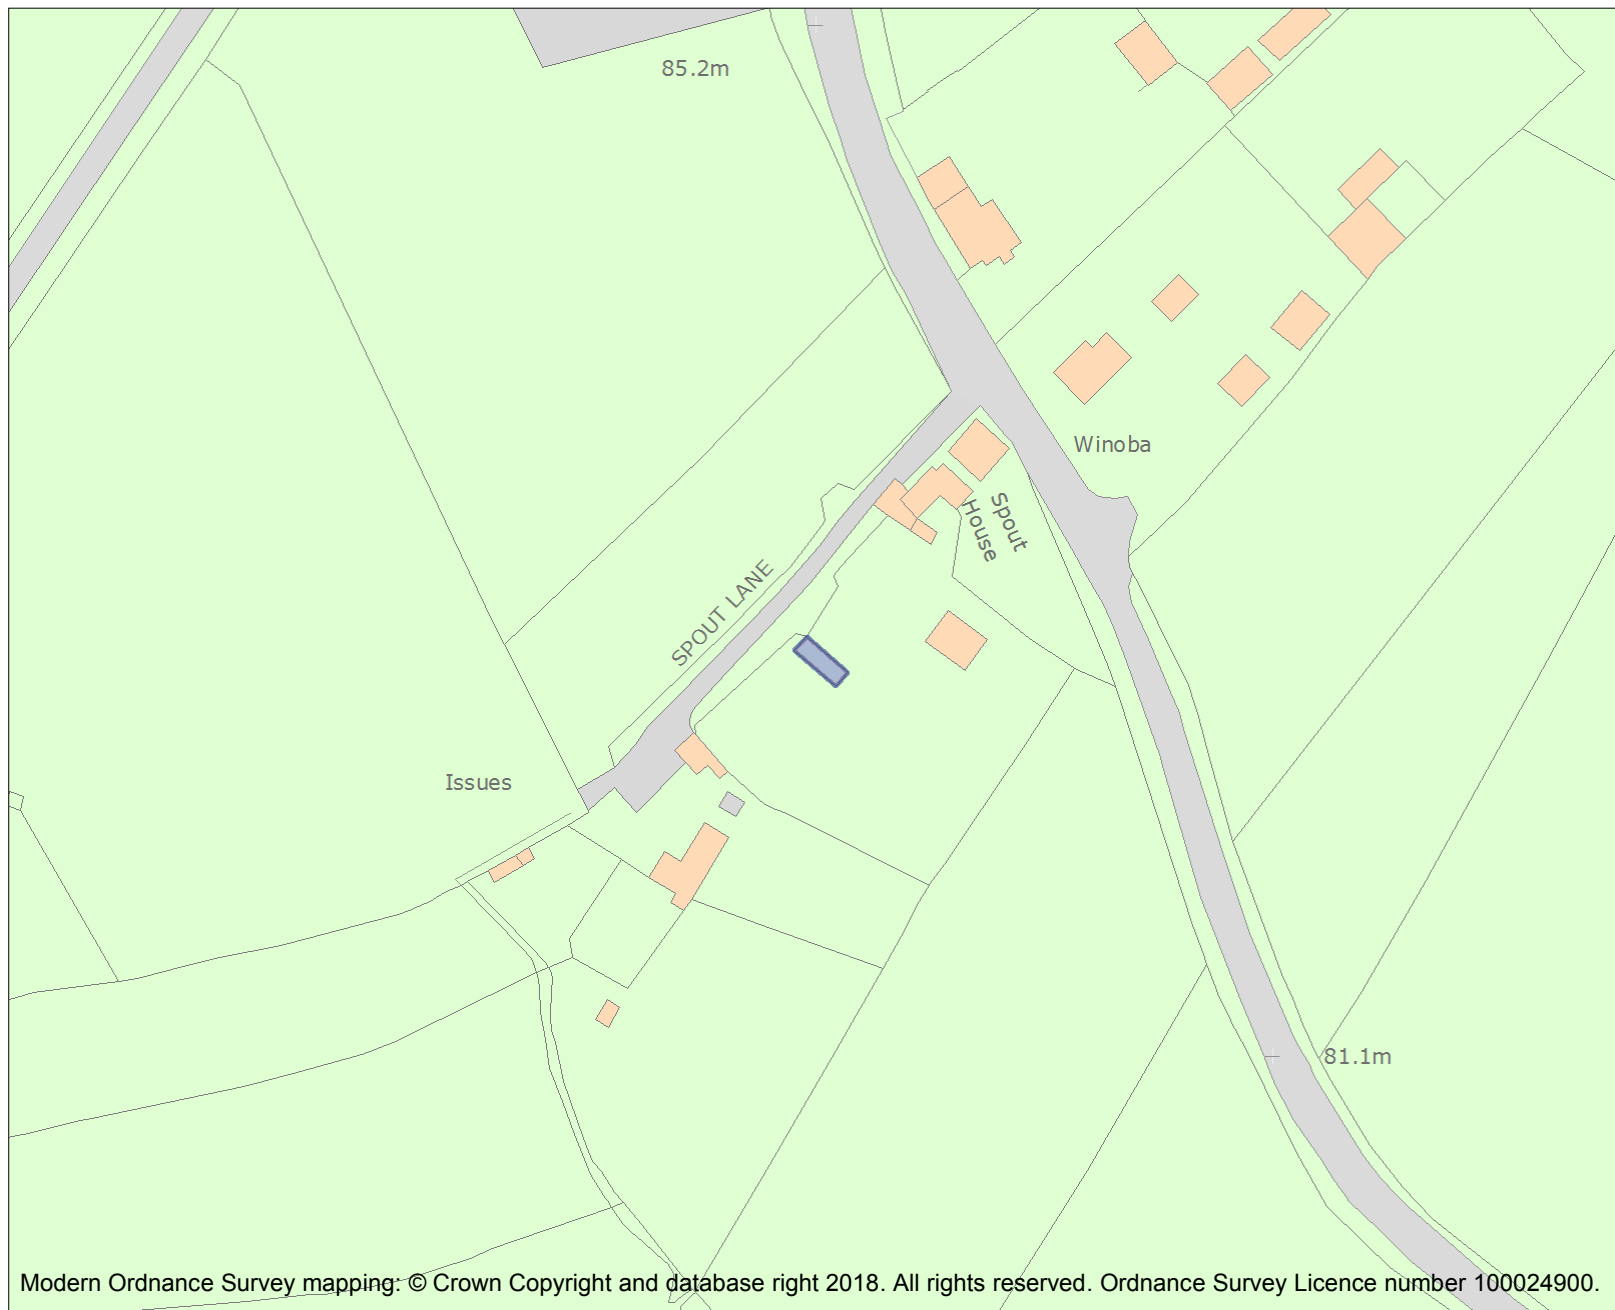 85.2m
Winoba
Spout
House
SPOUT LANE
Issues
81.1m
Modern Ordnance Survey mapping: © Crown Copyright and database right 2018. All rights reserved. Ordnance Survey Licence number 100024900.